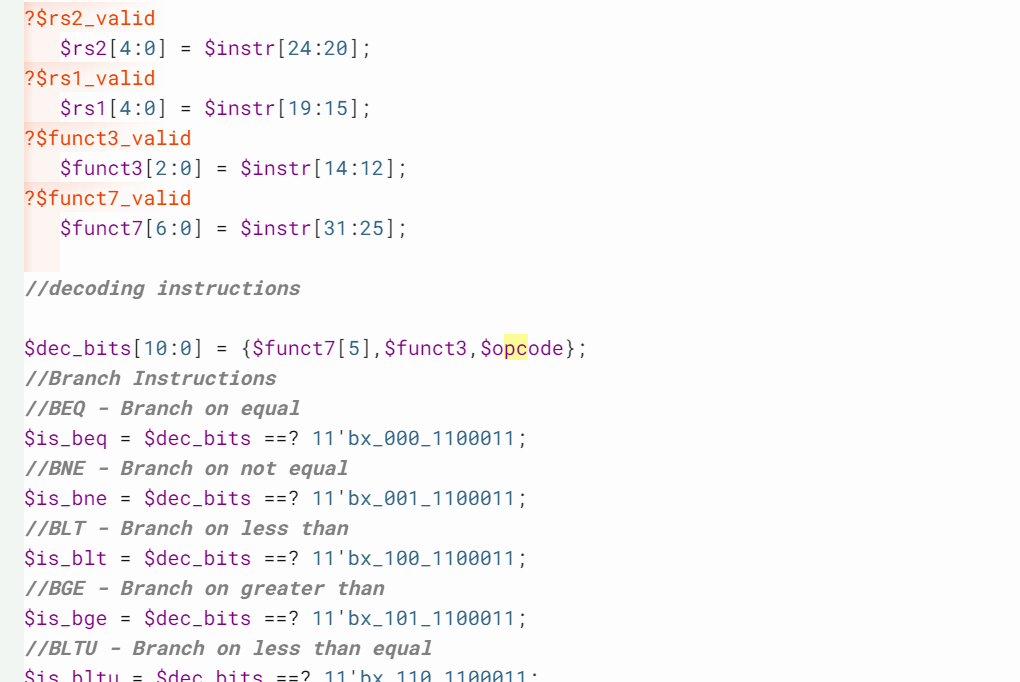 ?$rs2_valid
$rs2[4:0] = $instr[24:20];
?$rs1_valid
$rs1[4:0] = $instr[19:15];
?$funct3_valid
$funct3[2:0] = $instr[14:12];
?$funct7_valid
$funct7[6:0] = $instr[31:25];
//decoding instructions
$dec_bits[10:0] = {$funct7[5],$funct3,$opcode};
//Branch Instructions
//BEQ - Branch on equal
$is_beq = $dec_bits ==? 11'bx_000_1100011;
//BNE - Branch on not equal
$is_bne = $dec_bits ==? 11'bx_001_1100011;
//BLT - Branch on less than
$is_blt = $dec_bits ==? 11'bx_100_1100011;
//BGE - Branch on greater than
$is_bge = $dec_bits ==? 11'bx_101_1100011;
//BLTU - Branch on less than equal
$is_bltu = $dec_bits ==? 11'bx_110_1100011;